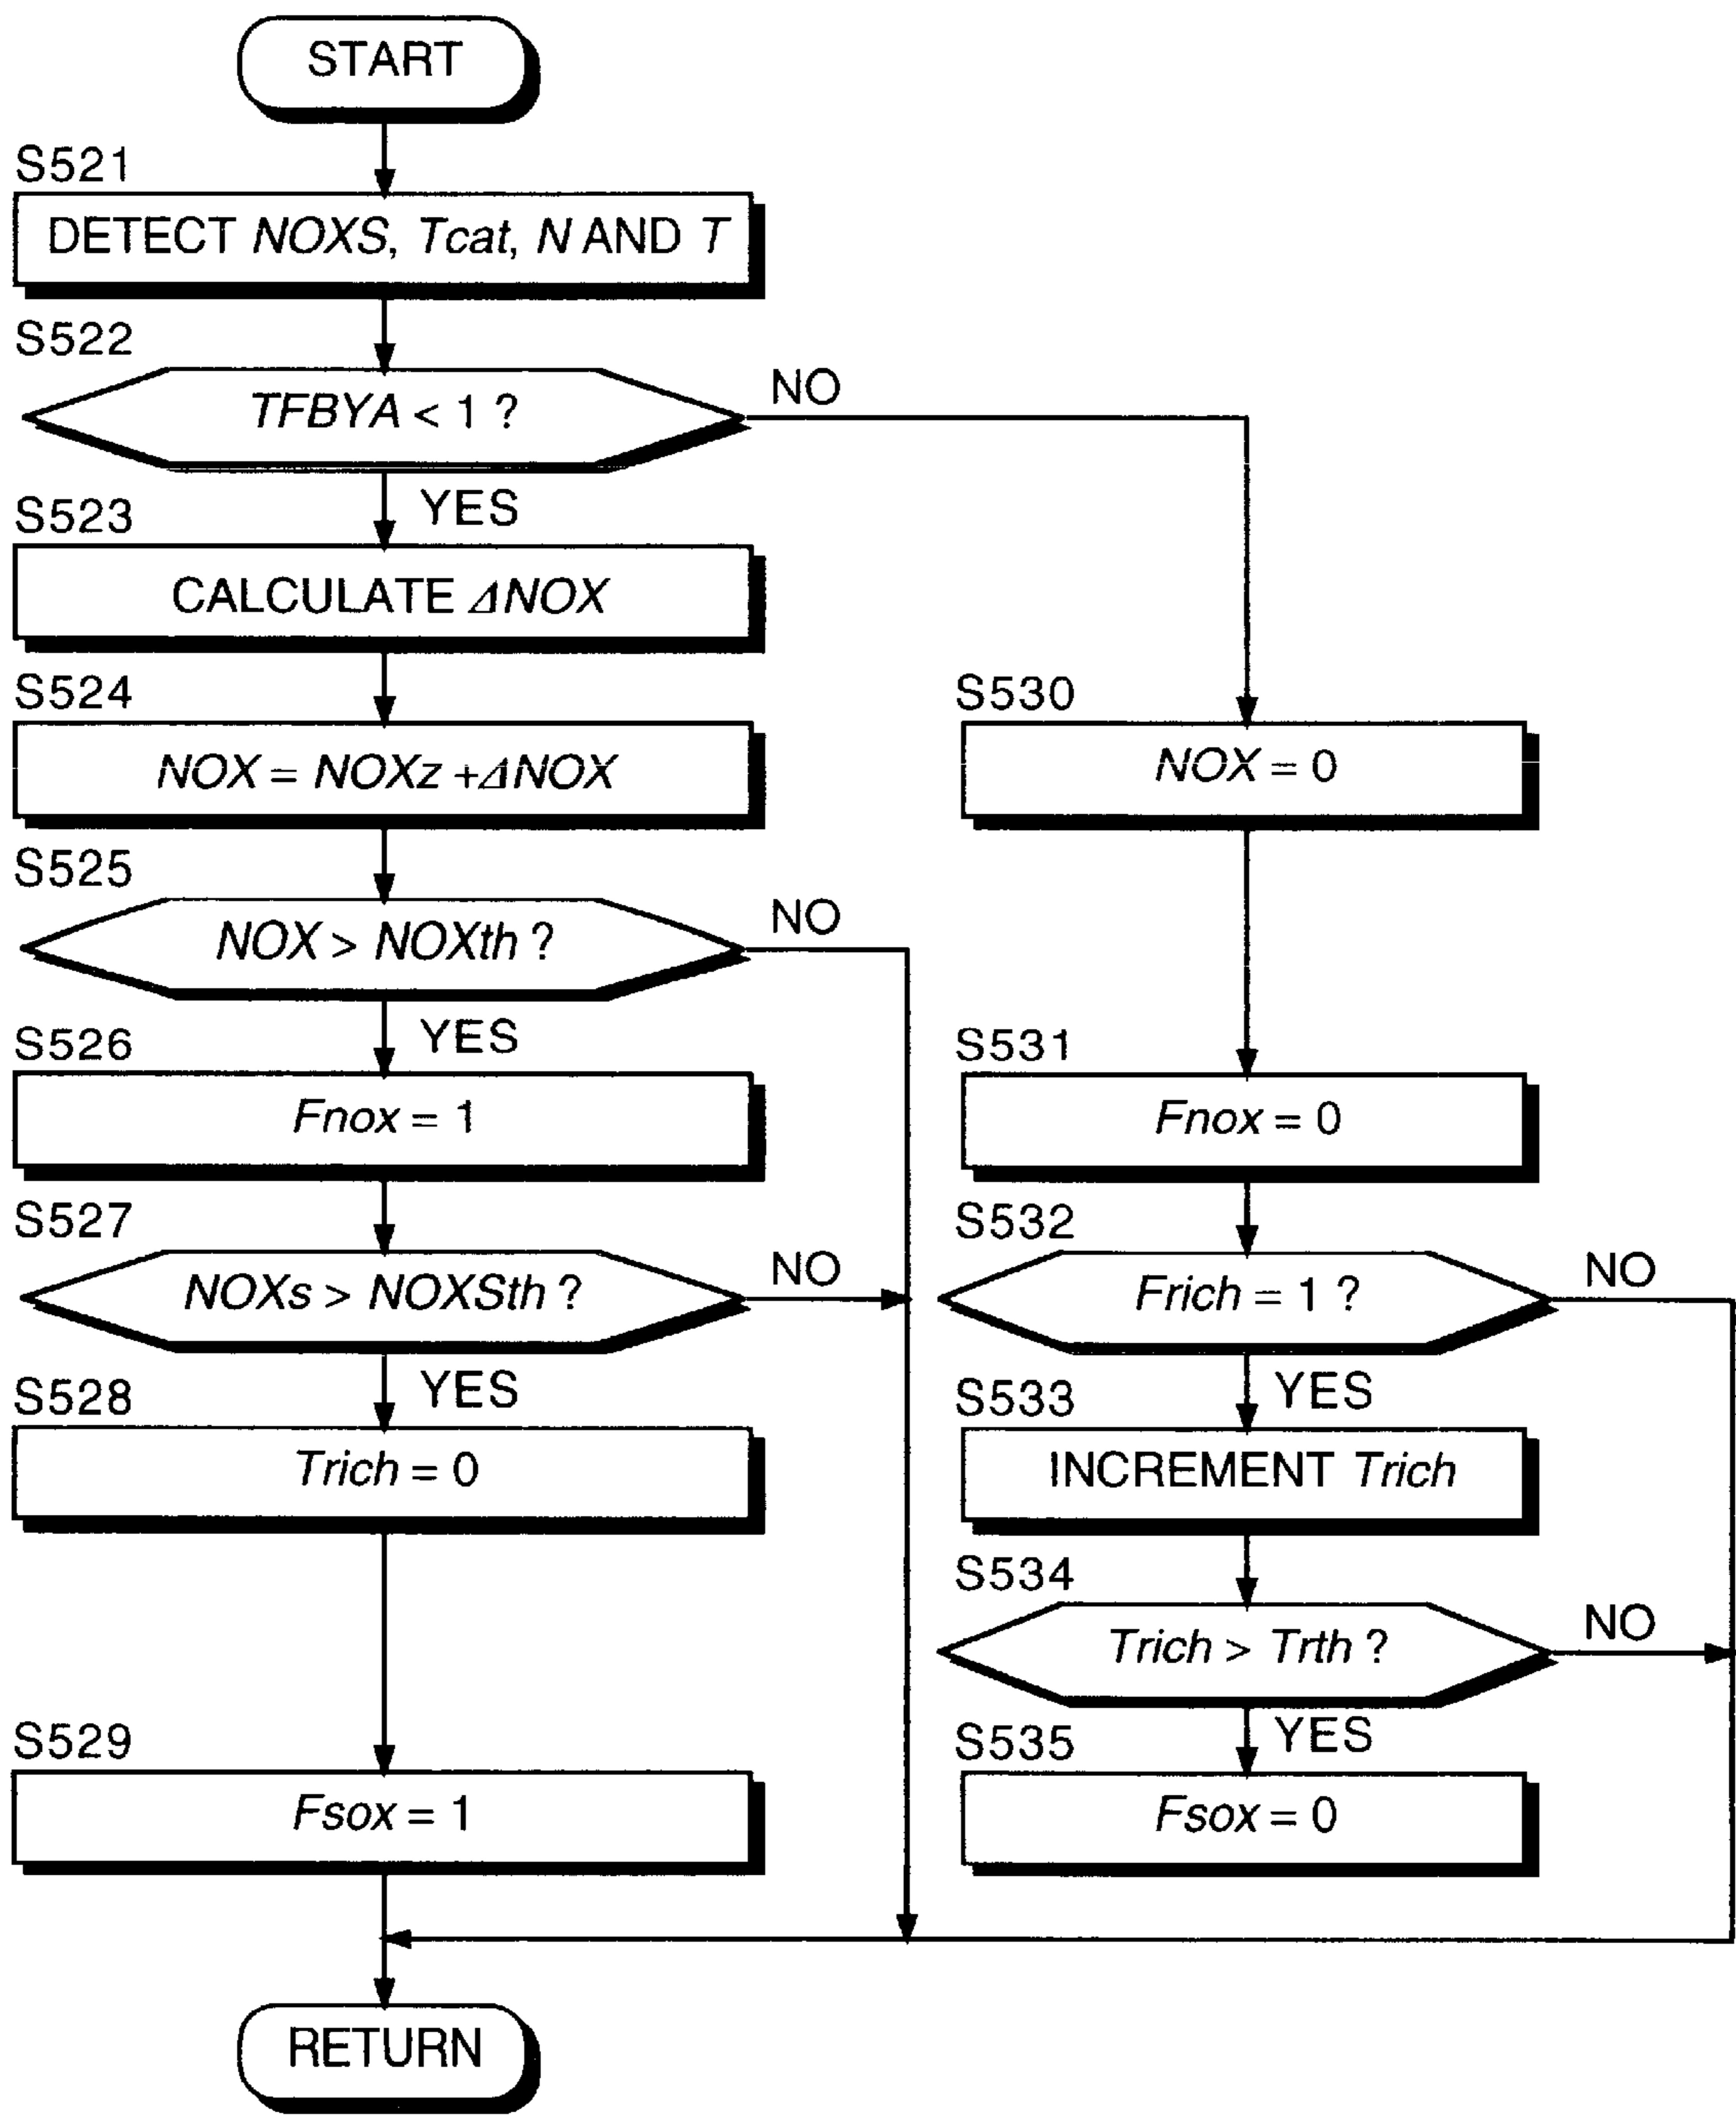 START
S521
DETECT NOXS, Tcat, N AND T
S522
TFBYA < 1 ?
NO
YES
S523
CALCULATE ΔNOX
S524
NOX = NOXz +ΔNOX
S525
NOX > NOXth ?
NO
YES
S526
Fnox = 1
S527
NOXs > NOXSth ?
NO
YES
S528
Trich = 0
S529
Fsox = 1
S530
NOX = 0
S531
Fnox = 0
S532
Frich = 1 ?
NO
YES
S533
INCREMENT Trich
S534
Trich > Trth ?
NO
YES
S535
Fsox = 0
RETURN